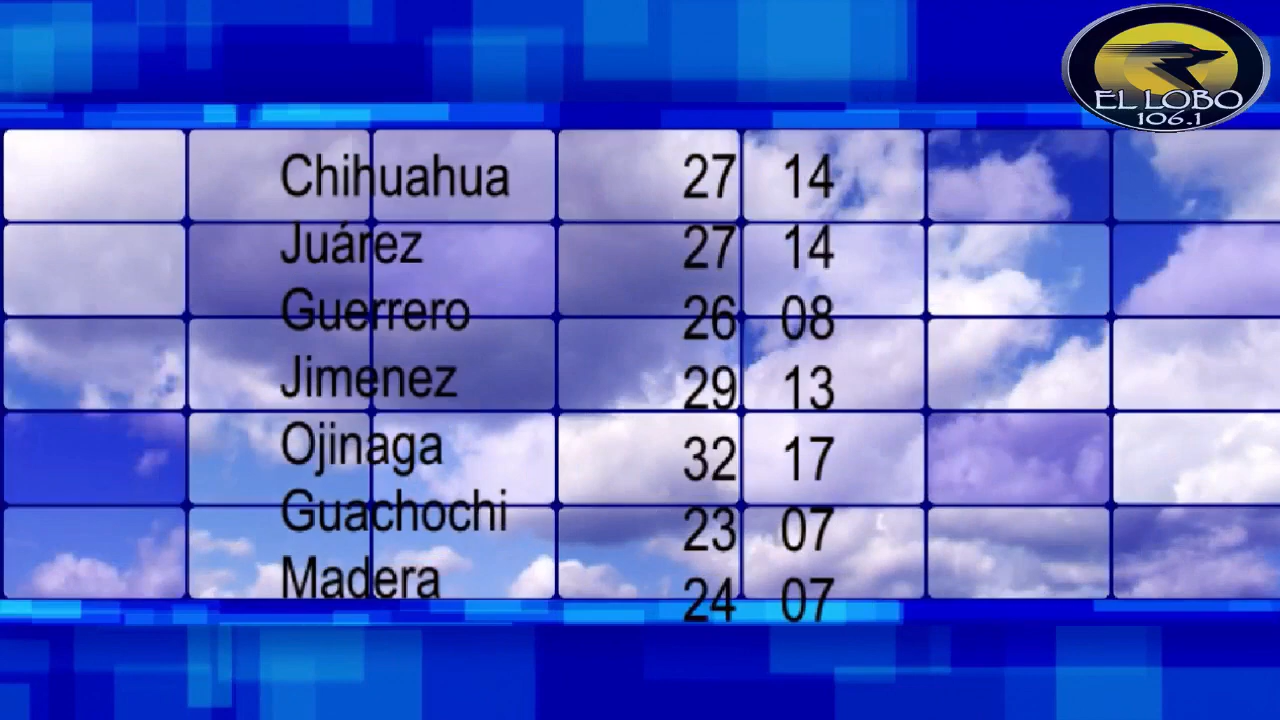 EL LOBO
106.1
Chihuahua 27 14
Juárez 27 14
Guerrero 26 08
Jimenez 29 13
Ojinaga 32 17
Guachochi 23 07
Madera 24 07